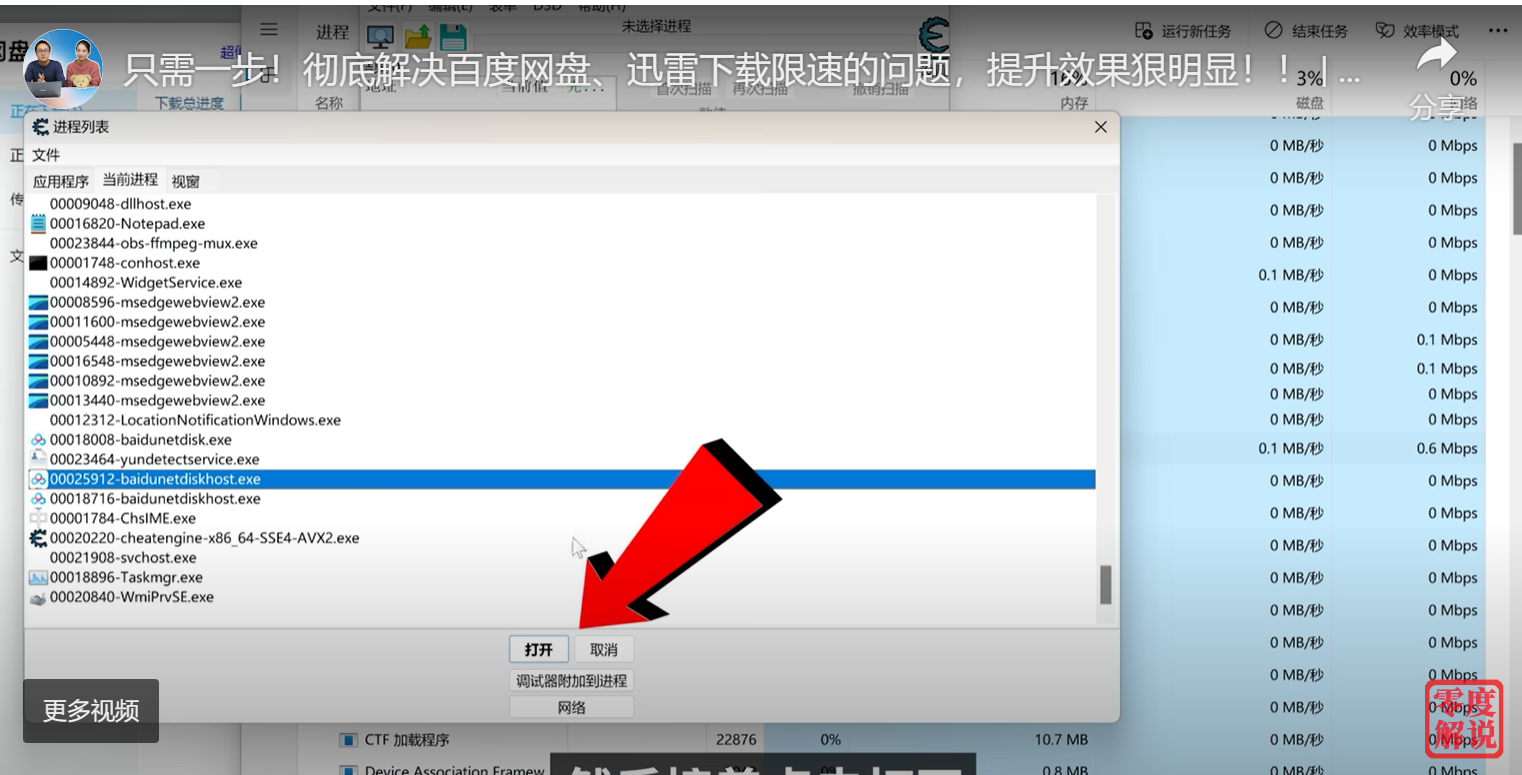 未选择进程
进程
运行新任务
结束任务
效率模式
只需一步！彻底解决百度网盘、迅雷下载限速的问题，提升效果狠明显！！ | ...
分享
3%
0%
名称
内存
磁盘
下载总进度
首次扫描
再次扫描
撤销扫描
进程列表
文件
应用程序 当前进程 视窗
00009048-dllhost.exe
00016820-Notepad.exe
00023844-obs-ffmpeg-mux.exe
00001748-conhost.exe
00014892-WidgetService.exe
00008596-msedgewebview2.exe
00011600-msedgewebview2.exe
00005448-msedgewebview2.exe
00016548-msedgewebview2.exe
00010892-msedgewebview2.exe
00013440-msedgewebview2.exe
00012312-LocationNotificationWindows.exe
00018008-baidunetdisk.exe
00023464-yundetectservice.exe
00025912-baidunetdiskhost.exe
00018716-baidunetdiskhost.exe
00001784-ChsIME.exe
00020220-cheatengine-x86_64-SSE4-AVX2.exe
00021908-svchost.exe
00018896-Taskmgr.exe
00020840-WmiPrvSE.exe
打开 取消
调试器附加到进程
网络
更多视频
0 MB/秒 0 Mbps
0 MB/秒 0 Mbps
0 MB/秒 0 Mbps
0 MB/秒 0 Mbps
0.1 MB/秒 0 Mbps
0 MB/秒 0 Mbps
0 MB/秒 0.1 Mbps
0 MB/秒 0.1 Mbps
0 MB/秒 0 Mbps
0 MB/秒 0 Mbps
0.1 MB/秒 0.6 Mbps
0 MB/秒 0 Mbps
0 MB/秒 0 Mbps
0 MB/秒 0 Mbps
0 MB/秒 0 Mbps
0 MB/秒 0 Mbps
0 MB/秒 0 Mbps
0 MB/秒 0 Mbps
0 MB/秒 0 Mbps
CTF 加载程序 22876 0% 10.7 MB 0 MB/秒 0 Mbps
Device Association Framew 0.8 MB 0 MB/秒 0 Mbps
零度
解说